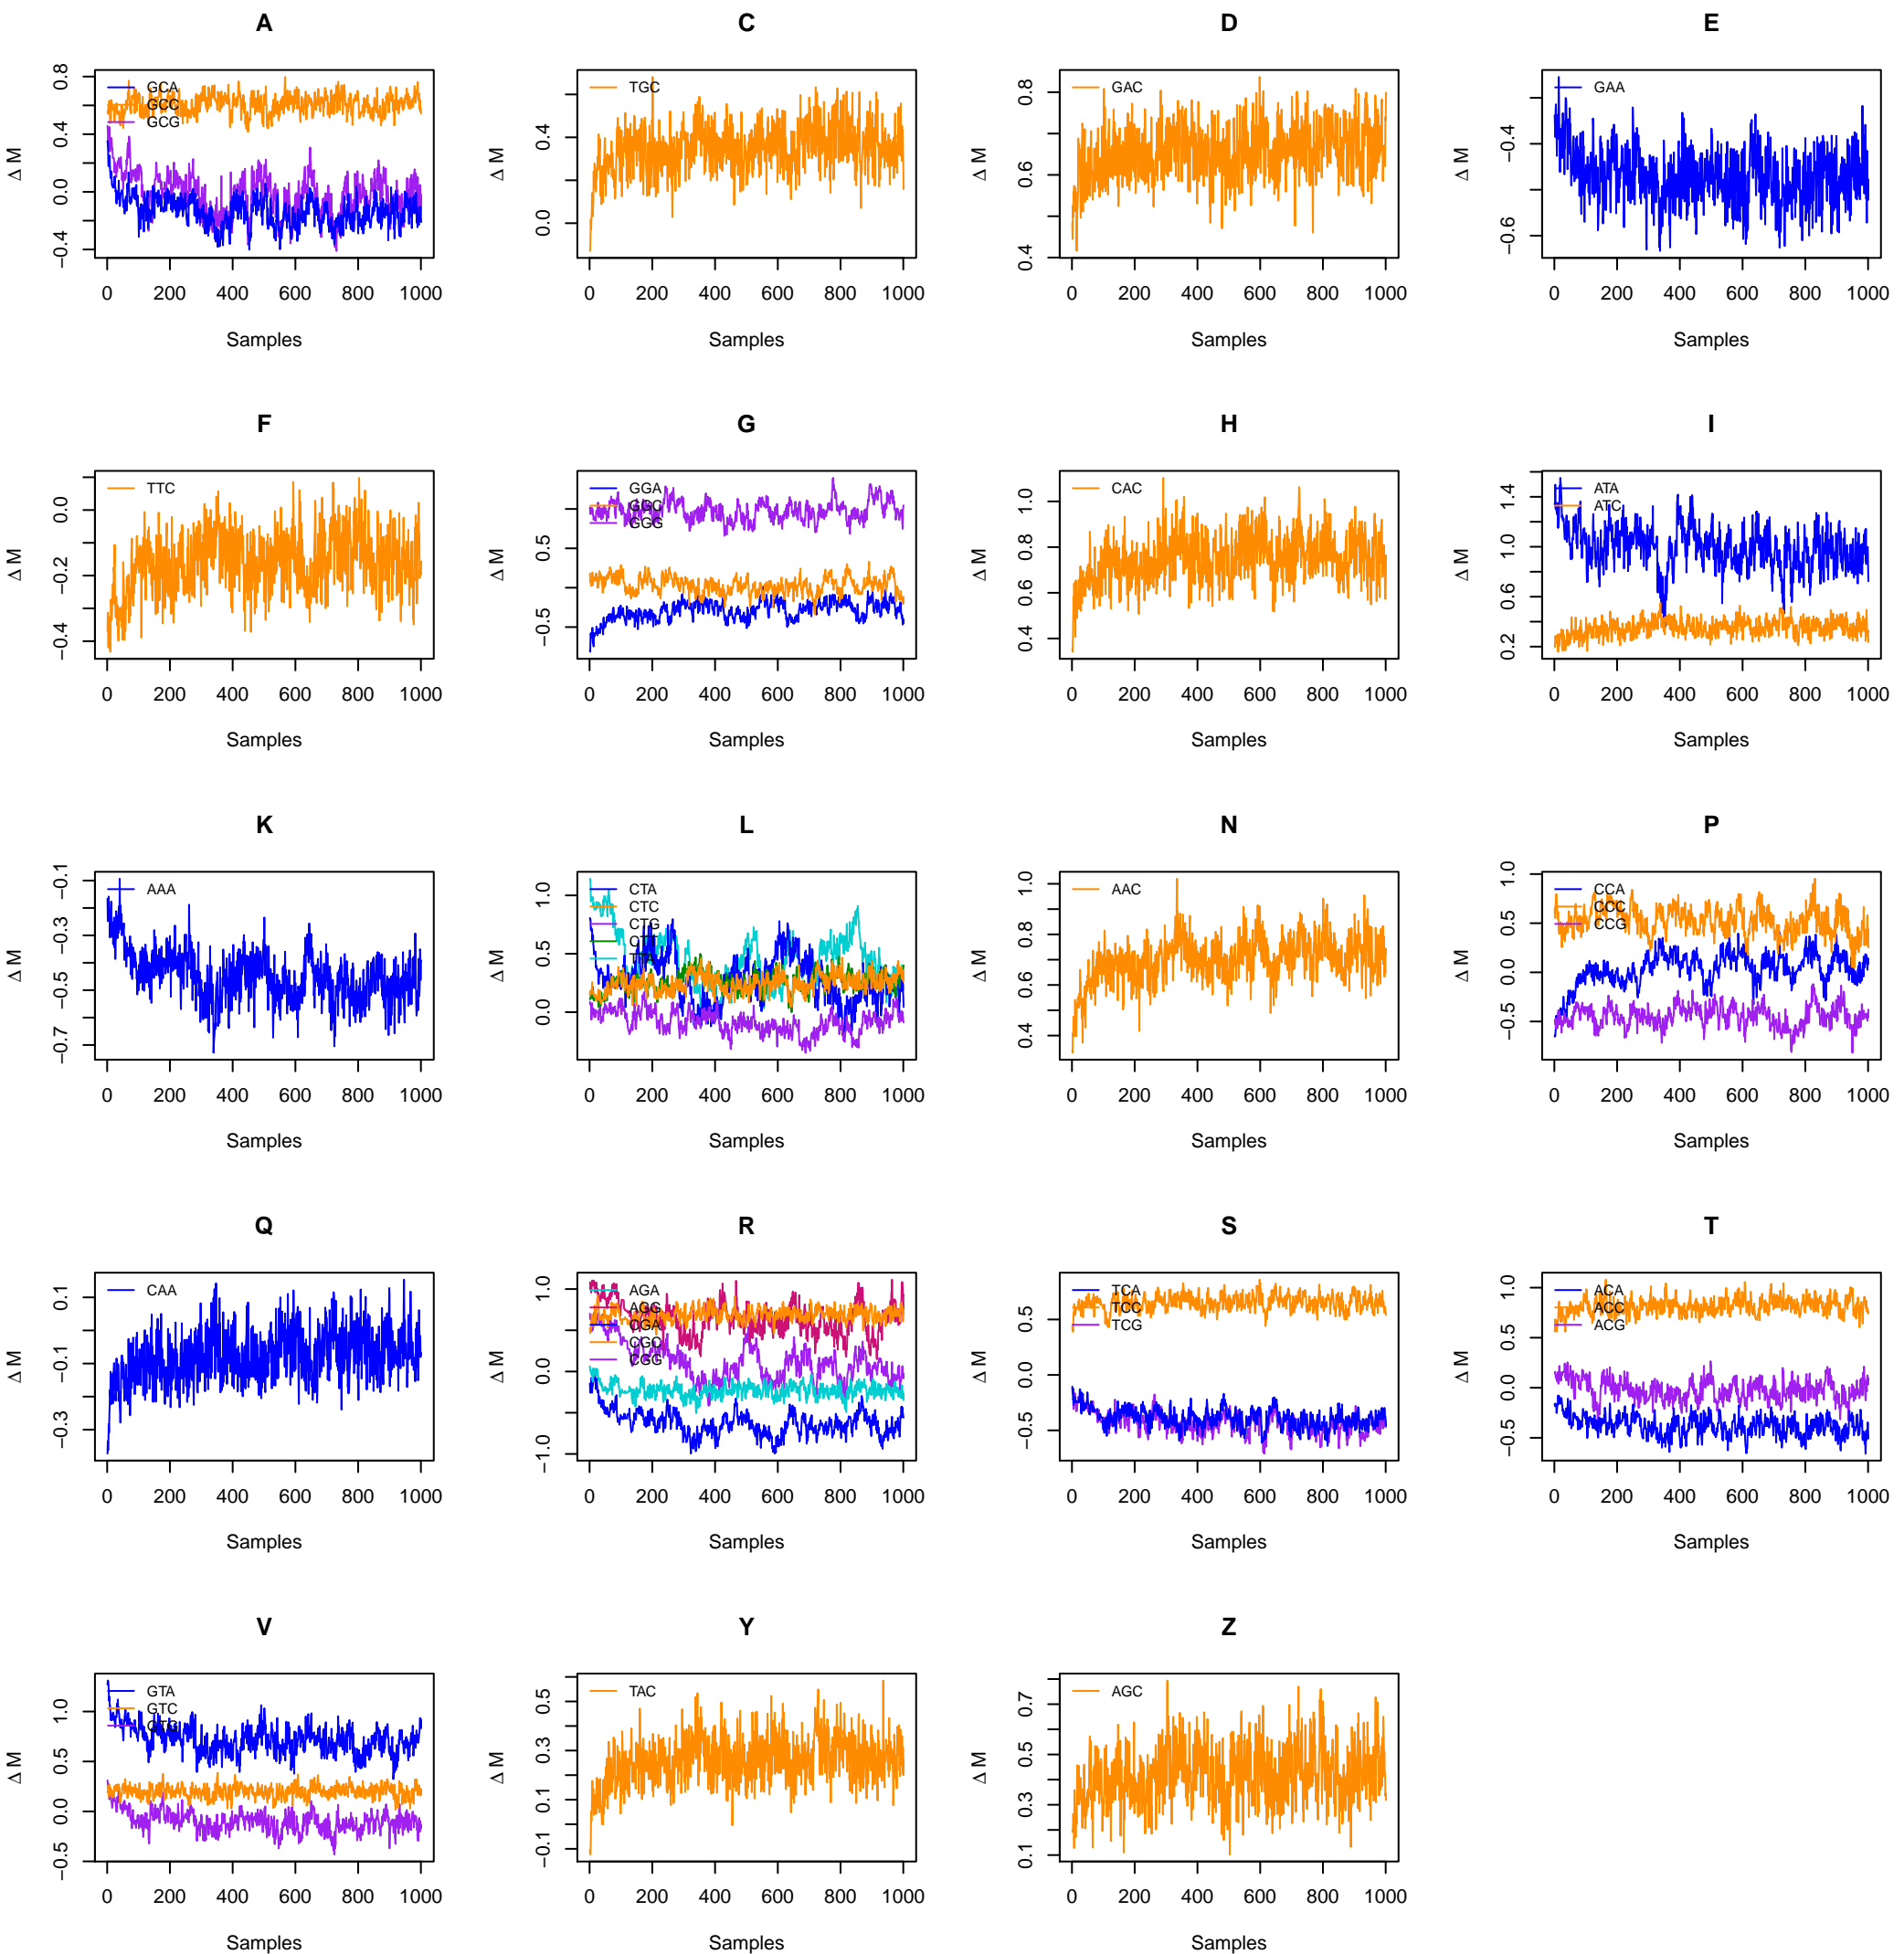 A
C
D
E
Δ M
0.8
0.4
0.0
−0.4
GCA
GCC
GCG
0 200 400 600 800 1000
Samples
Δ M
0.4
0.0
TGC
0 200 400 600 800 1000
Samples
Δ M
0.8
0.6
0.4
GAC
0 200 400 600 800 1000
Samples
Δ M
−0.4
−0.6
GAA
0 200 400 600 800 1000
Samples
F
G
H
I
Δ M
0.0
−0.2
−0.4
TTC
0 200 400 600 800 1000
Samples
Δ M
0.5
−0.5
GGA
GGC
GGG
0 200 400 600 800 1000
Samples
Δ M
1.0
0.8
0.6
0.4
CAC
0 200 400 600 800 1000
Samples
Δ M
1.4
1.0
0.6
0.2
ATA
ATC
0 200 400 600 800 1000
Samples
K
L
N
P
Δ M
−0.1
−0.3
−0.5
−0.7
AAA
0 200 400 600 800 1000
Samples
Δ M
1.0
0.5
0.0
CTA
CTC
CTG
CTT
TTA
0 200 400 600 800 1000
Samples
Δ M
1.0
0.8
0.6
0.4
AAC
0 200 400 600 800 1000
Samples
Δ M
1.0
0.5
0.0
−0.5
CCA
CCC
CCG
0 200 400 600 800 1000
Samples
Q
R
S
T
Δ M
0.1
−0.1
−0.3
CAA
0 200 400 600 800 1000
Samples
Δ M
1.0
0.0
−1.0
AGA
AGG
CGA
CGC
CGG
0 200 400 600 800 1000
Samples
Δ M
0.5
0.0
−0.5
TCA
TCC
TCG
0 200 400 600 800 1000
Samples
Δ M
1.0
0.5
0.0
−0.5
ACA
ACC
ACG
0 200 400 600 800 1000
Samples
V
Y
Z
Δ M
1.0
0.5
0.0
−0.5
GTA
GTC
GTG
0 200 400 600 800 1000
Samples
Δ M
0.5
0.3
0.1
−0.1
TAC
0 200 400 600 800 1000
Samples
Δ M
0.7
0.5
0.3
0.1
AGC
0 200 400 600 800 1000
Samples